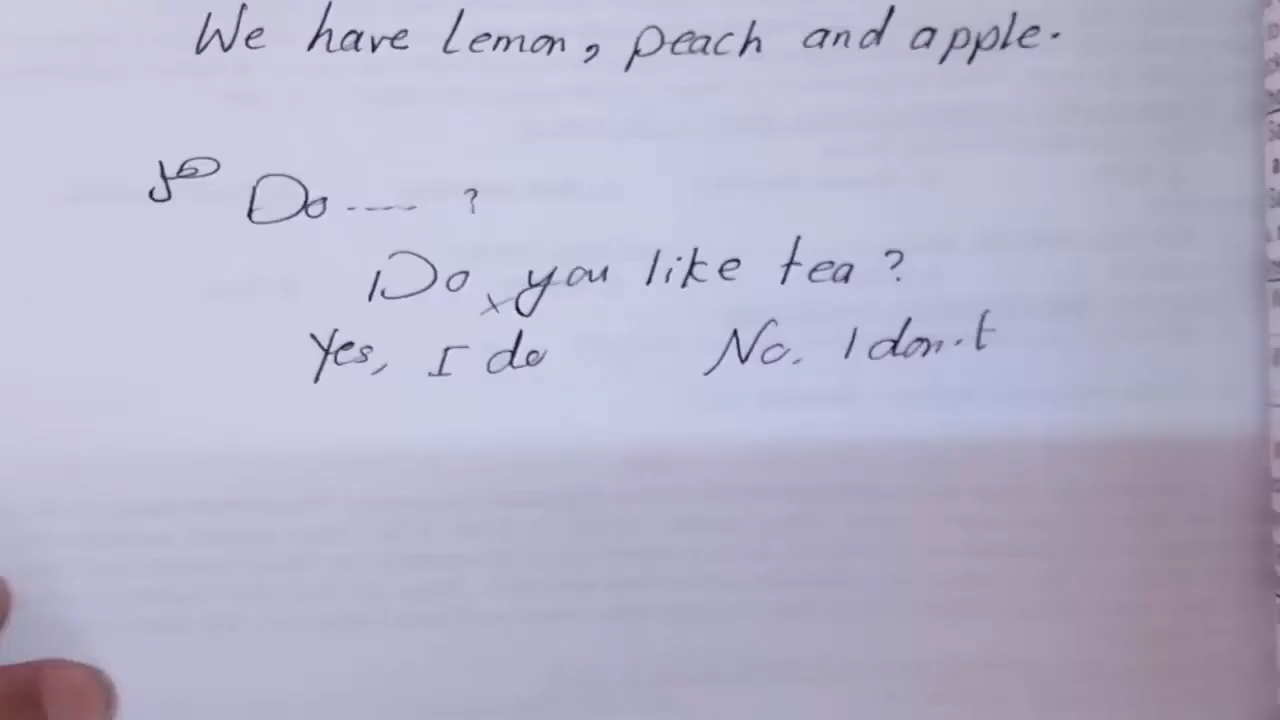 We have lemon, peach and apple.
Do ---- ?
Do you like tea ?
Yes, I do No. I don't